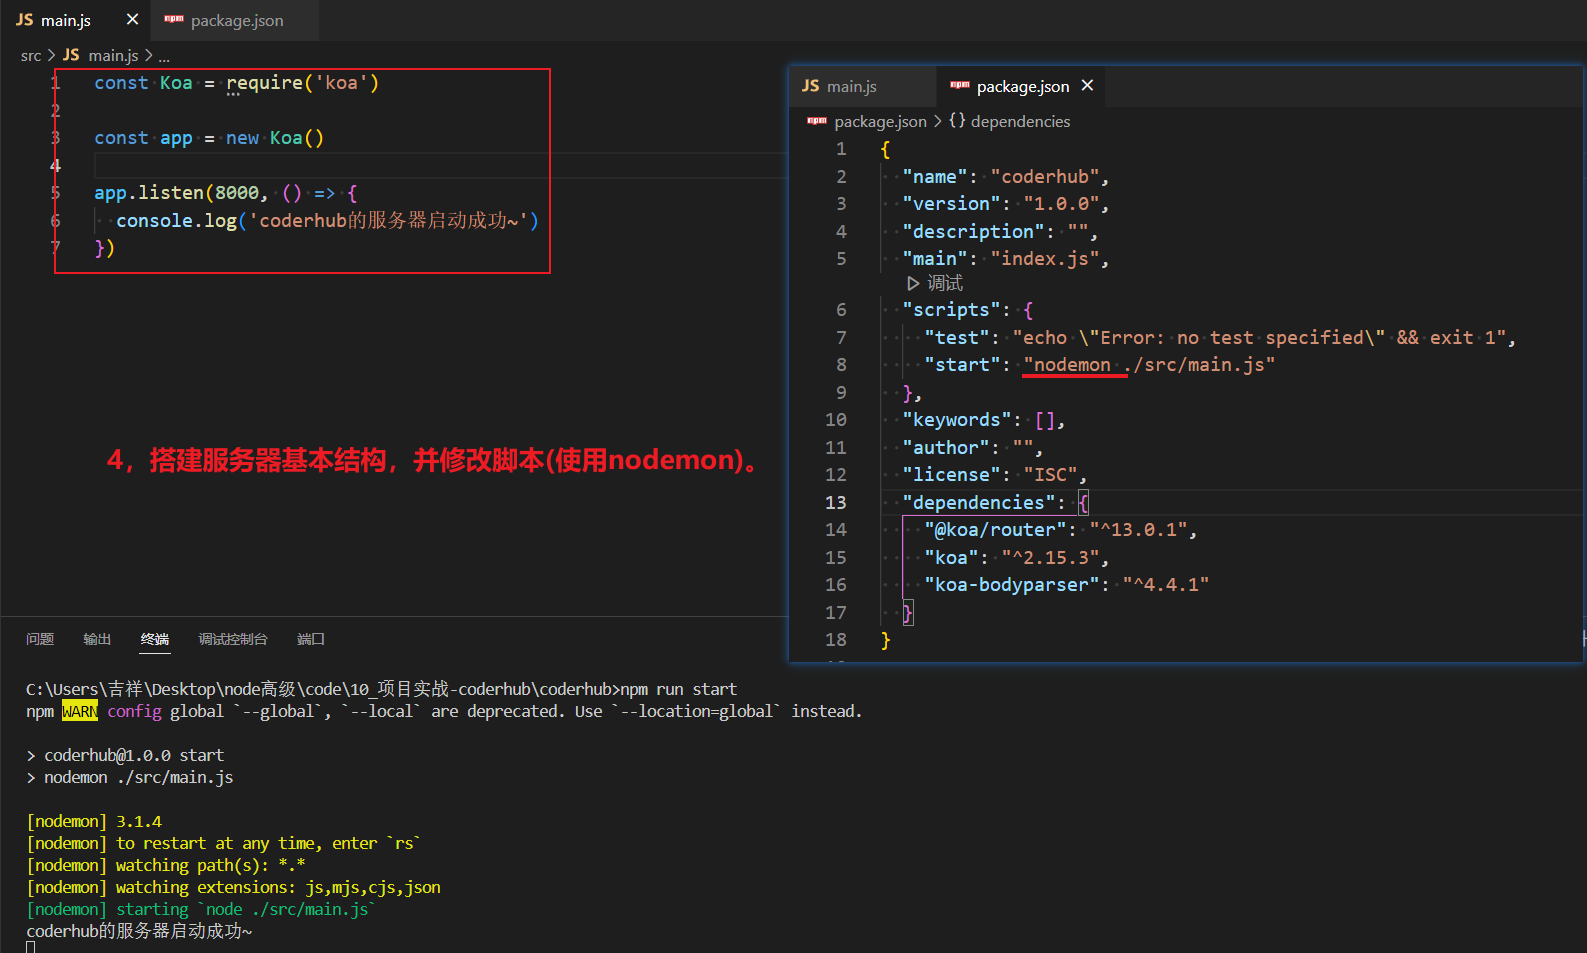 JS main.js × npm package.json
src > JS main.js > ...
1 const Koa = require('koa')
2
3 const app = new Koa()
4
5 app.listen(8000, () => {
6 console.log('coderhub的服务器启动成功~')
7 })
4，搭建服务器基本结构，并修改脚本(使用nodemon)。
JS main.js npm package.json ×
npm package.json > {} dependencies
1 {
2 "name": "coderhub",
3 "version": "1.0.0",
4 "description": "",
5 "main": "index.js",
调试
6 "scripts": {
7 "test": "echo \"Error: no test specified\" && exit 1",
8 "start": "nodemon ./src/main.js"
9 },
10 "keywords": [],
11 "author": "",
12 "license": "ISC",
13 "dependencies": {
14 "@koa/router": "^13.0.1",
15 "koa": "^2.15.3",
16 "koa-bodyparser": "^4.4.1"
17 }
18 }
问题 输出 终端 调试控制台 端口
C:\Users\吉祥\Desktop\node高级\code\10_项目实战-coderhub\coderhub>npm run start
npm WARN config global `--global`, `--local` are deprecated. Use `--location=global` instead.
> coderhub@1.0.0 start
> nodemon ./src/main.js
[nodemon] 3.1.4
[nodemon] to restart at any time, enter `rs`
[nodemon] watching path(s): *.*
[nodemon] watching extensions: js,mjs,cjs,json
[nodemon] starting `node ./src/main.js`
coderhub的服务器启动成功~